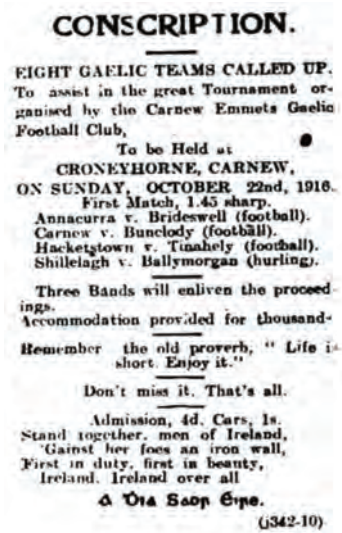 CONSCRIPTION.
EIGHT GAELIC TEAMS CALLED UP.
To assist in the great Tournament or-
ganised by the Carnew Emmets Gaelic
Football Club,
To be Held at
CRONEYHORNE, CARNEW,
ON SUNDAY, OCTOBER 22nd, 1916.
First Match, 1.45 sharp.
Annacurra v. Brideswell (football).
Carnew v. Bunclody (football).
Hacketstown v. Tinahely (football).
Shillelagh v. Ballymorgan (hurling).
Three Bands will enliven the proceed-
ings.
Accommodation provided for thousand-
Remember the old proverb, "Life is
short. Enjoy it."
Don't miss it. That's all.
Admission, 4d. Cars, 1s.
Stand together, men of Ireland,
'Gainst her foes an iron wall,
First in duty, first in beauty,
Ireland, Ireland over all
A Ḋia Saor Éire.
(j342-10)